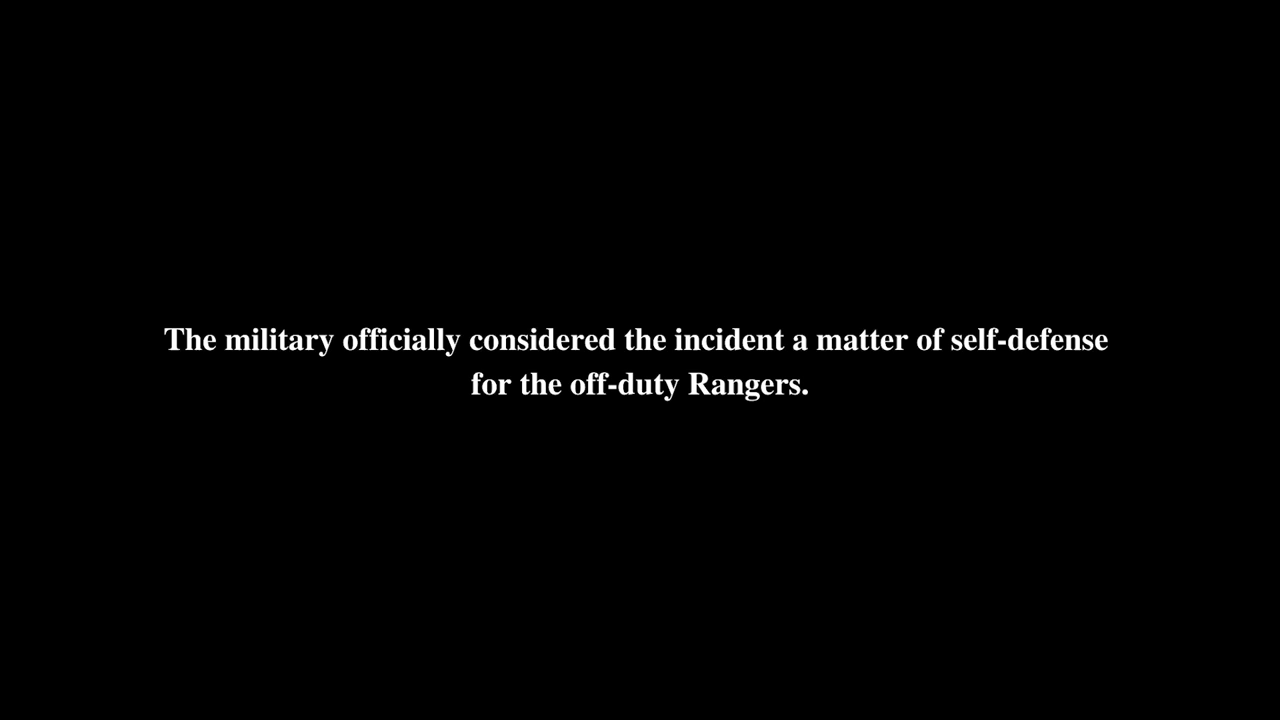 The military officially considered the incident a matter of self-defense
for the off-duty Rangers.